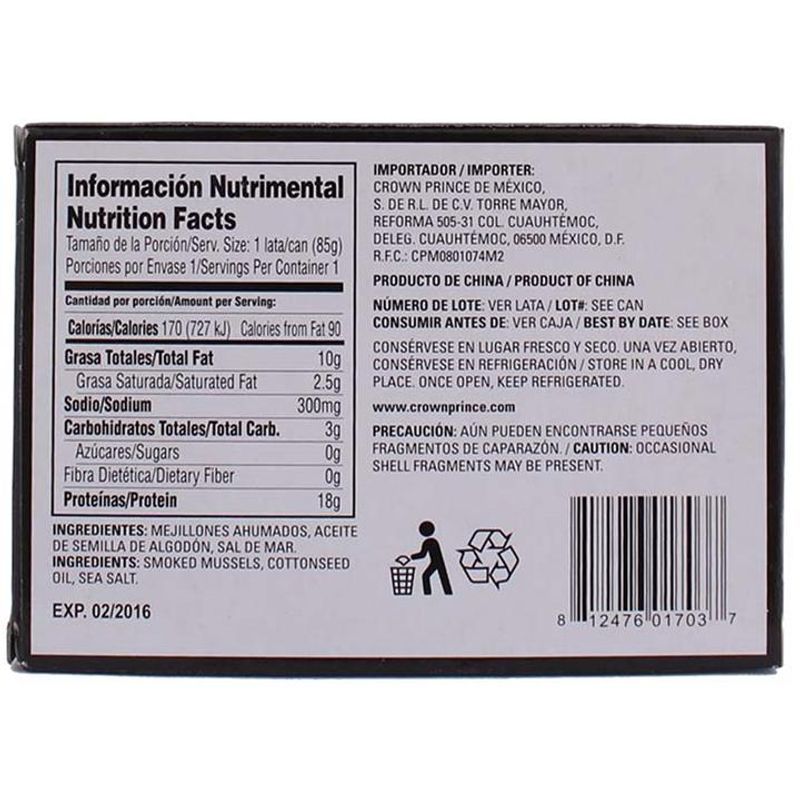 Información Nutrimental
Nutrition Facts
Tamaño de la Porción/Serv. Size: 1 lata/can (85g)
Porciones por Envase 1/Servings Per Container 1
Cantidad por porción/Amount per Serving:
Calorías/Calories 170 (727 kJ) Calories from Fat 90
Grasa Totales/Total Fat 10g
Grasa Saturada/Saturated Fat 2.5g
Sodio/Sodium 300mg
Carbohidratos Totales/Total Carb. 3g
Azúcares/Sugars 0g
Fibra Dietética/Dietary Fiber 0g
Proteínas/Protein 18g
INGREDIENTES: MEJILLONES AHUMADOS, ACEITE
DE SEMILLA DE ALGODÓN, SAL DE MAR.
INGREDIENTS: SMOKED MUSSELS, COTTONSEED
OIL, SEA SALT.
EXP. 02/2016
IMPORTADOR / IMPORTER:
CROWN PRINCE DE MÉXICO,
S. DE R.L. DE C.V. TORRE MAYOR,
REFORMA 505-31 COL. CUAUHTÉMOC,
DELEG. CUAUHTÉMOC, 06500 MÉXICO, D.F.
R.F.C.: CPM0801074M2
PRODUCTO DE CHINA / PRODUCT OF CHINA
NÚMERO DE LOTE: VER LATA / LOT#: SEE CAN
CONSUMIR ANTES DE: VER CAJA / BEST BY DATE: SEE BOX
CONSÉRVESE EN LUGAR FRESCO Y SECO. UNA VEZ ABIERTO,
CONSÉRVESE EN REFRIGERACIÓN / STORE IN A COOL, DRY
PLACE. ONCE OPEN, KEEP REFRIGERATED.
www.crownprince.com
PRECAUCIÓN: AÚN PUEDEN ENCONTRARSE PEQUEÑOS
FRAGMENTOS DE CAPARAZÓN. / CAUTION: OCCASIONAL
SHELL FRAGMENTS MAY BE PRESENT.
8 12476 01703 7